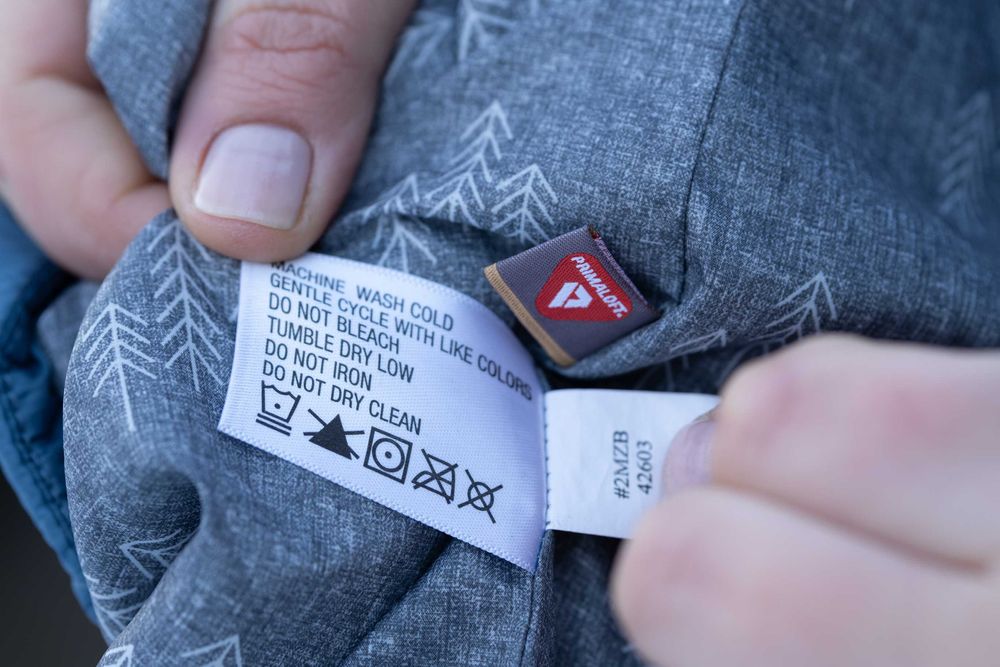 MACHINE WASH COLD
GENTLE CYCLE WITH LIKE COLORS
DO NOT BLEACH
TUMBLE DRY LOW
DO NOT IRON
DO NOT DRY CLEAN
PRIMALOFT®
#2MZB
42603